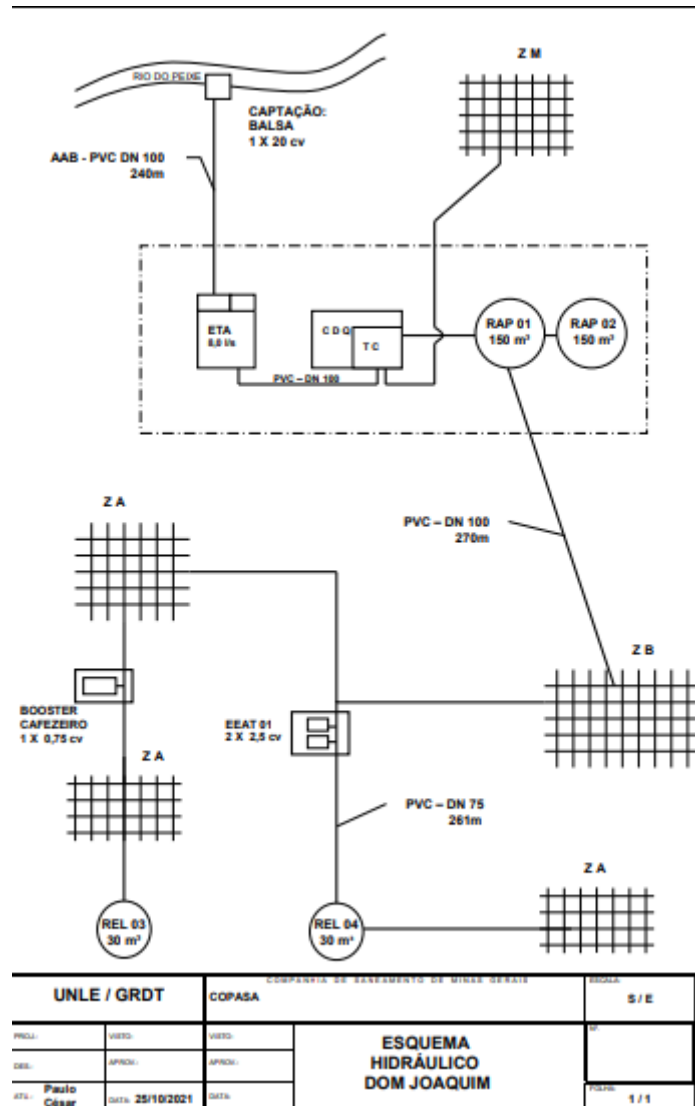 RIO DO PEIXE
CAPTAÇÃO:
BALSA
1 X 20 cv
Z M
AAB - PVC DN 100
240m
ETA
8,0 l/s
C D Q
T C
RAP 01
150 m³
RAP 02
150 m³
PVC – DN 100
PVC – DN 100
270m
Z A
Z B
BOOSTER
CAFEZEIRO
1 X 0,75 cv
EEAT 01
2 X 2,5 cv
Z A
PVC – DN 75
261m
Z A
REL 03
30 m³
REL 04
30 m³
UNLE / GRDT
COMPANHIA DE SANEAMENTO DE MINAS GERAIS
COPASA
ESCALA:
S / E
PROJ.:
VISTO:
VISTO:
ESQUEMA
HIDRÁULICO
DOM JOAQUIM
DES.:
APROV.:
APROV.:
ATU.: Paulo
César
DATA: 25/10/2021
DATA:
FOLHA:
1 / 1